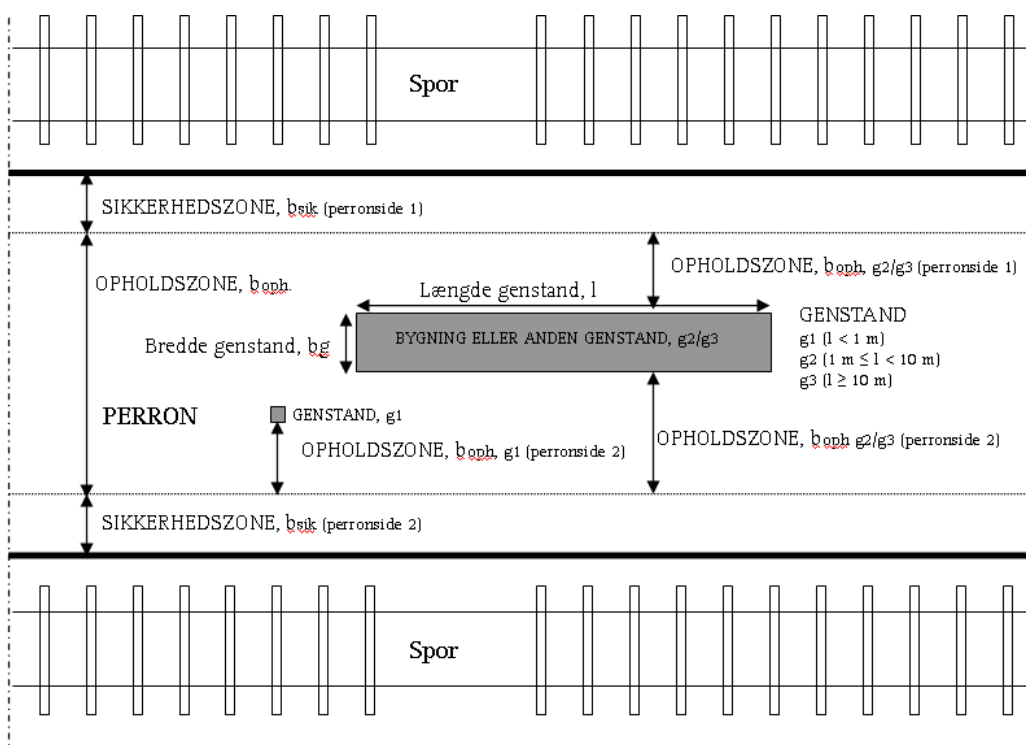 Spor
SIKKERHEDSZONE, bsik (perronside 1)
OPHOLDSZONE, boph.
OPHOLDSZONE, boph, g2/g3 (perronside 1)
Længde genstand, l
Bredde genstand, bg
BYGNING ELLER ANDEN GENSTAND, g2/g3
GENSTAND
g1 (l < 1 m)
g2 (1 m ≤ l < 10 m)
g3 (l ≥ 10 m)
PERRON
GENSTAND, g1
OPHOLDSZONE, boph, g1 (perronside 2)
OPHOLDSZONE, boph g2/g3 (perronside 2)
SIKKERHEDSZONE, bsik (perronside 2)
Spor